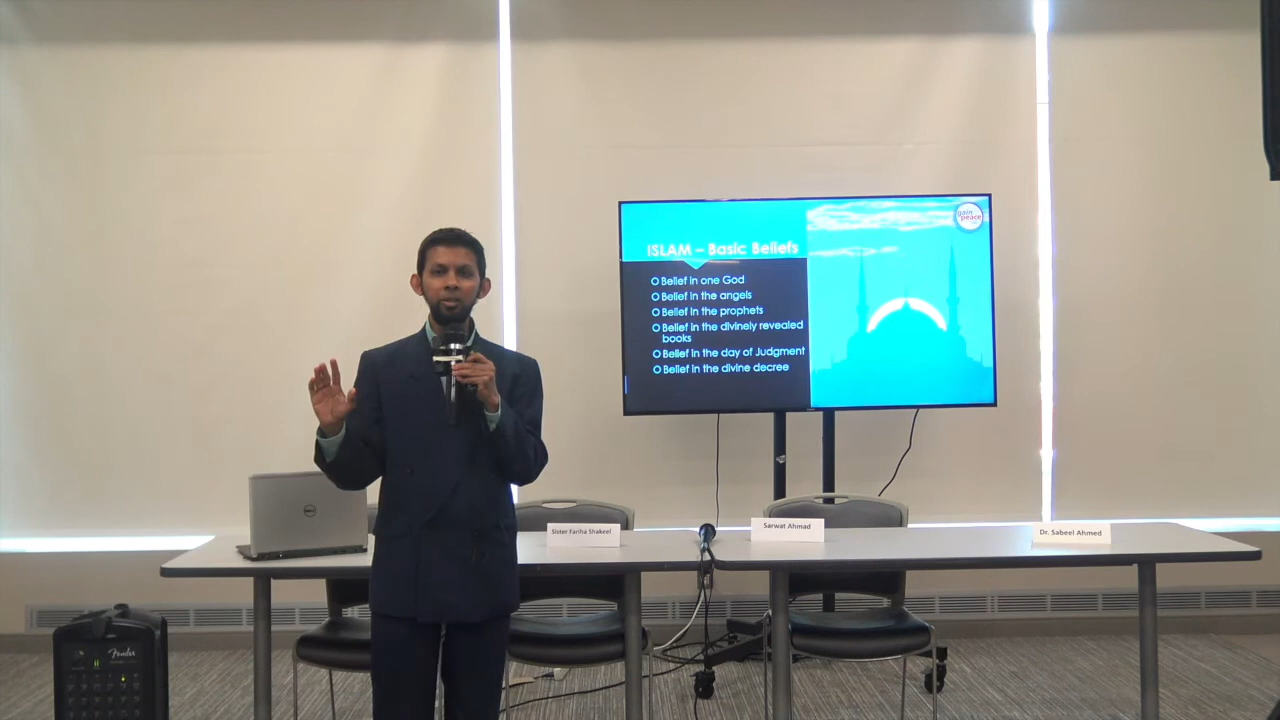 gain
peace
ISLAM – Basic Beliefs
Belief in one God
Belief in the angels
Belief in the prophets
Belief in the divinely revealed
books
Belief in the day of Judgment
Belief in the divine decree
DELL
Sister Fariha Shakeel
Sarwat Ahmad
Dr. Sabeel Ahmed
Fender